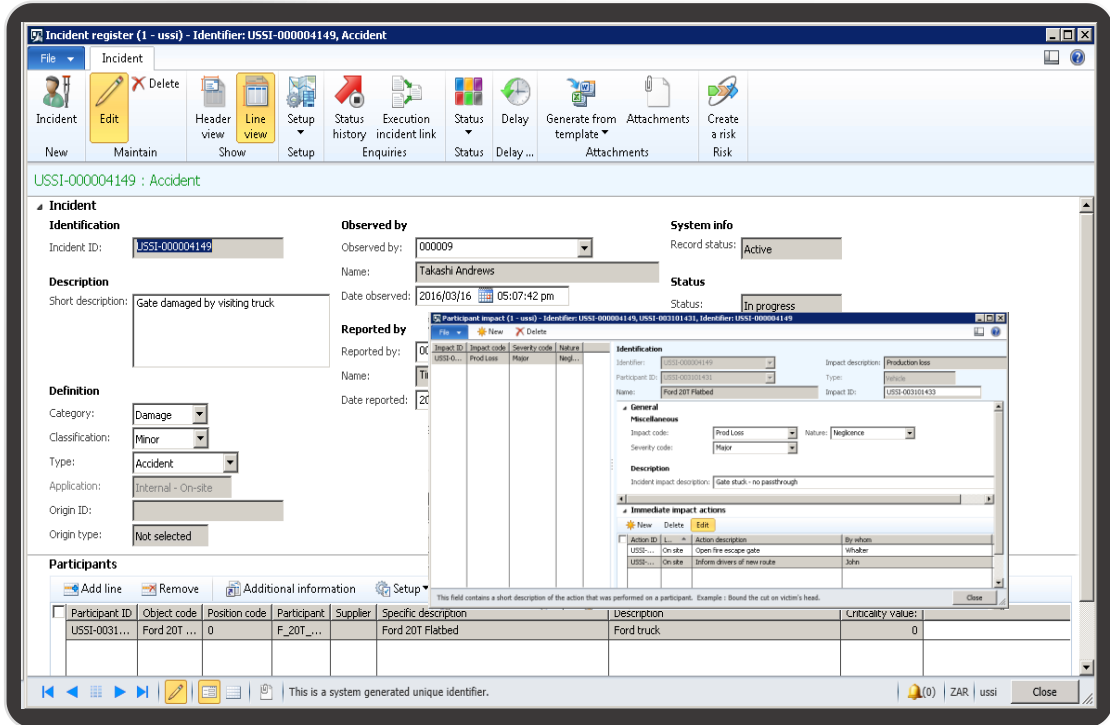 Incident register (1 - ussi) - Identifier: USSI-000004149, Accident
File Incident
Incident Edit Delete Header view Line view Setup Status history Execution incident link Status Delay Generate from template Attachments Create a risk
New Maintain Show Setup Enquiries Status Delay ... Attachments Risk
USSI-000004149 : Accident
Incident
Identification
Incident ID: USSI-000004149
Description
Short description: Gate damaged by visiting truck
Definition
Category: Damage
Classification: Minor
Type: Accident
Application: Internal - On-site
Origin ID:
Origin type: Not selected
Observed by
Observed by: 000009
Name: Takashi Andrews
Date observed: 2016/03/16 05:07:42 pm
Reported by
Reported by:
Name:
Date reported:
System info
Record status: Active
Status
Status: In progress
Participant impact (1 - ussi) - Identifier: USSI-000004149, USSI-003101431, Identifier: USSI-000004149
File New Delete
Impact ID Impact code Severity code Nature
USSI-0... Prod Loss Major Negl...
Identification
Identifier: USSI-000004149 Impact description: Production loss
Participant ID: USSI-003101431 Type: Vehicle
Name: Ford 20T Flatbed Impact ID: USSI-003101433
General
Miscellaneous
Impact code: Prod Loss Nature: Neglicence
Severity code: Major
Description
Incident impact description: Gate stuck - no passthrough
Immediate impact actions
New Delete Edit
Action ID L... Action description By whom
USSI-... On site Open fire escape gate Whalter
USSI-... On site Inform drivers of new route John
This field contains a short description of the action that was performed on a participant. Example : Bound the cut on victim's head. Close
Participants
Add line Remove Additional information Setup
Participant ID Object code Position code Participant Supplier Specific description Description Criticality value:
USSI-0031... Ford 20T ... 0 F_20T_... Ford 20T Flatbed Ford truck 0
This is a system generated unique identifier. (0) ZAR ussi Close